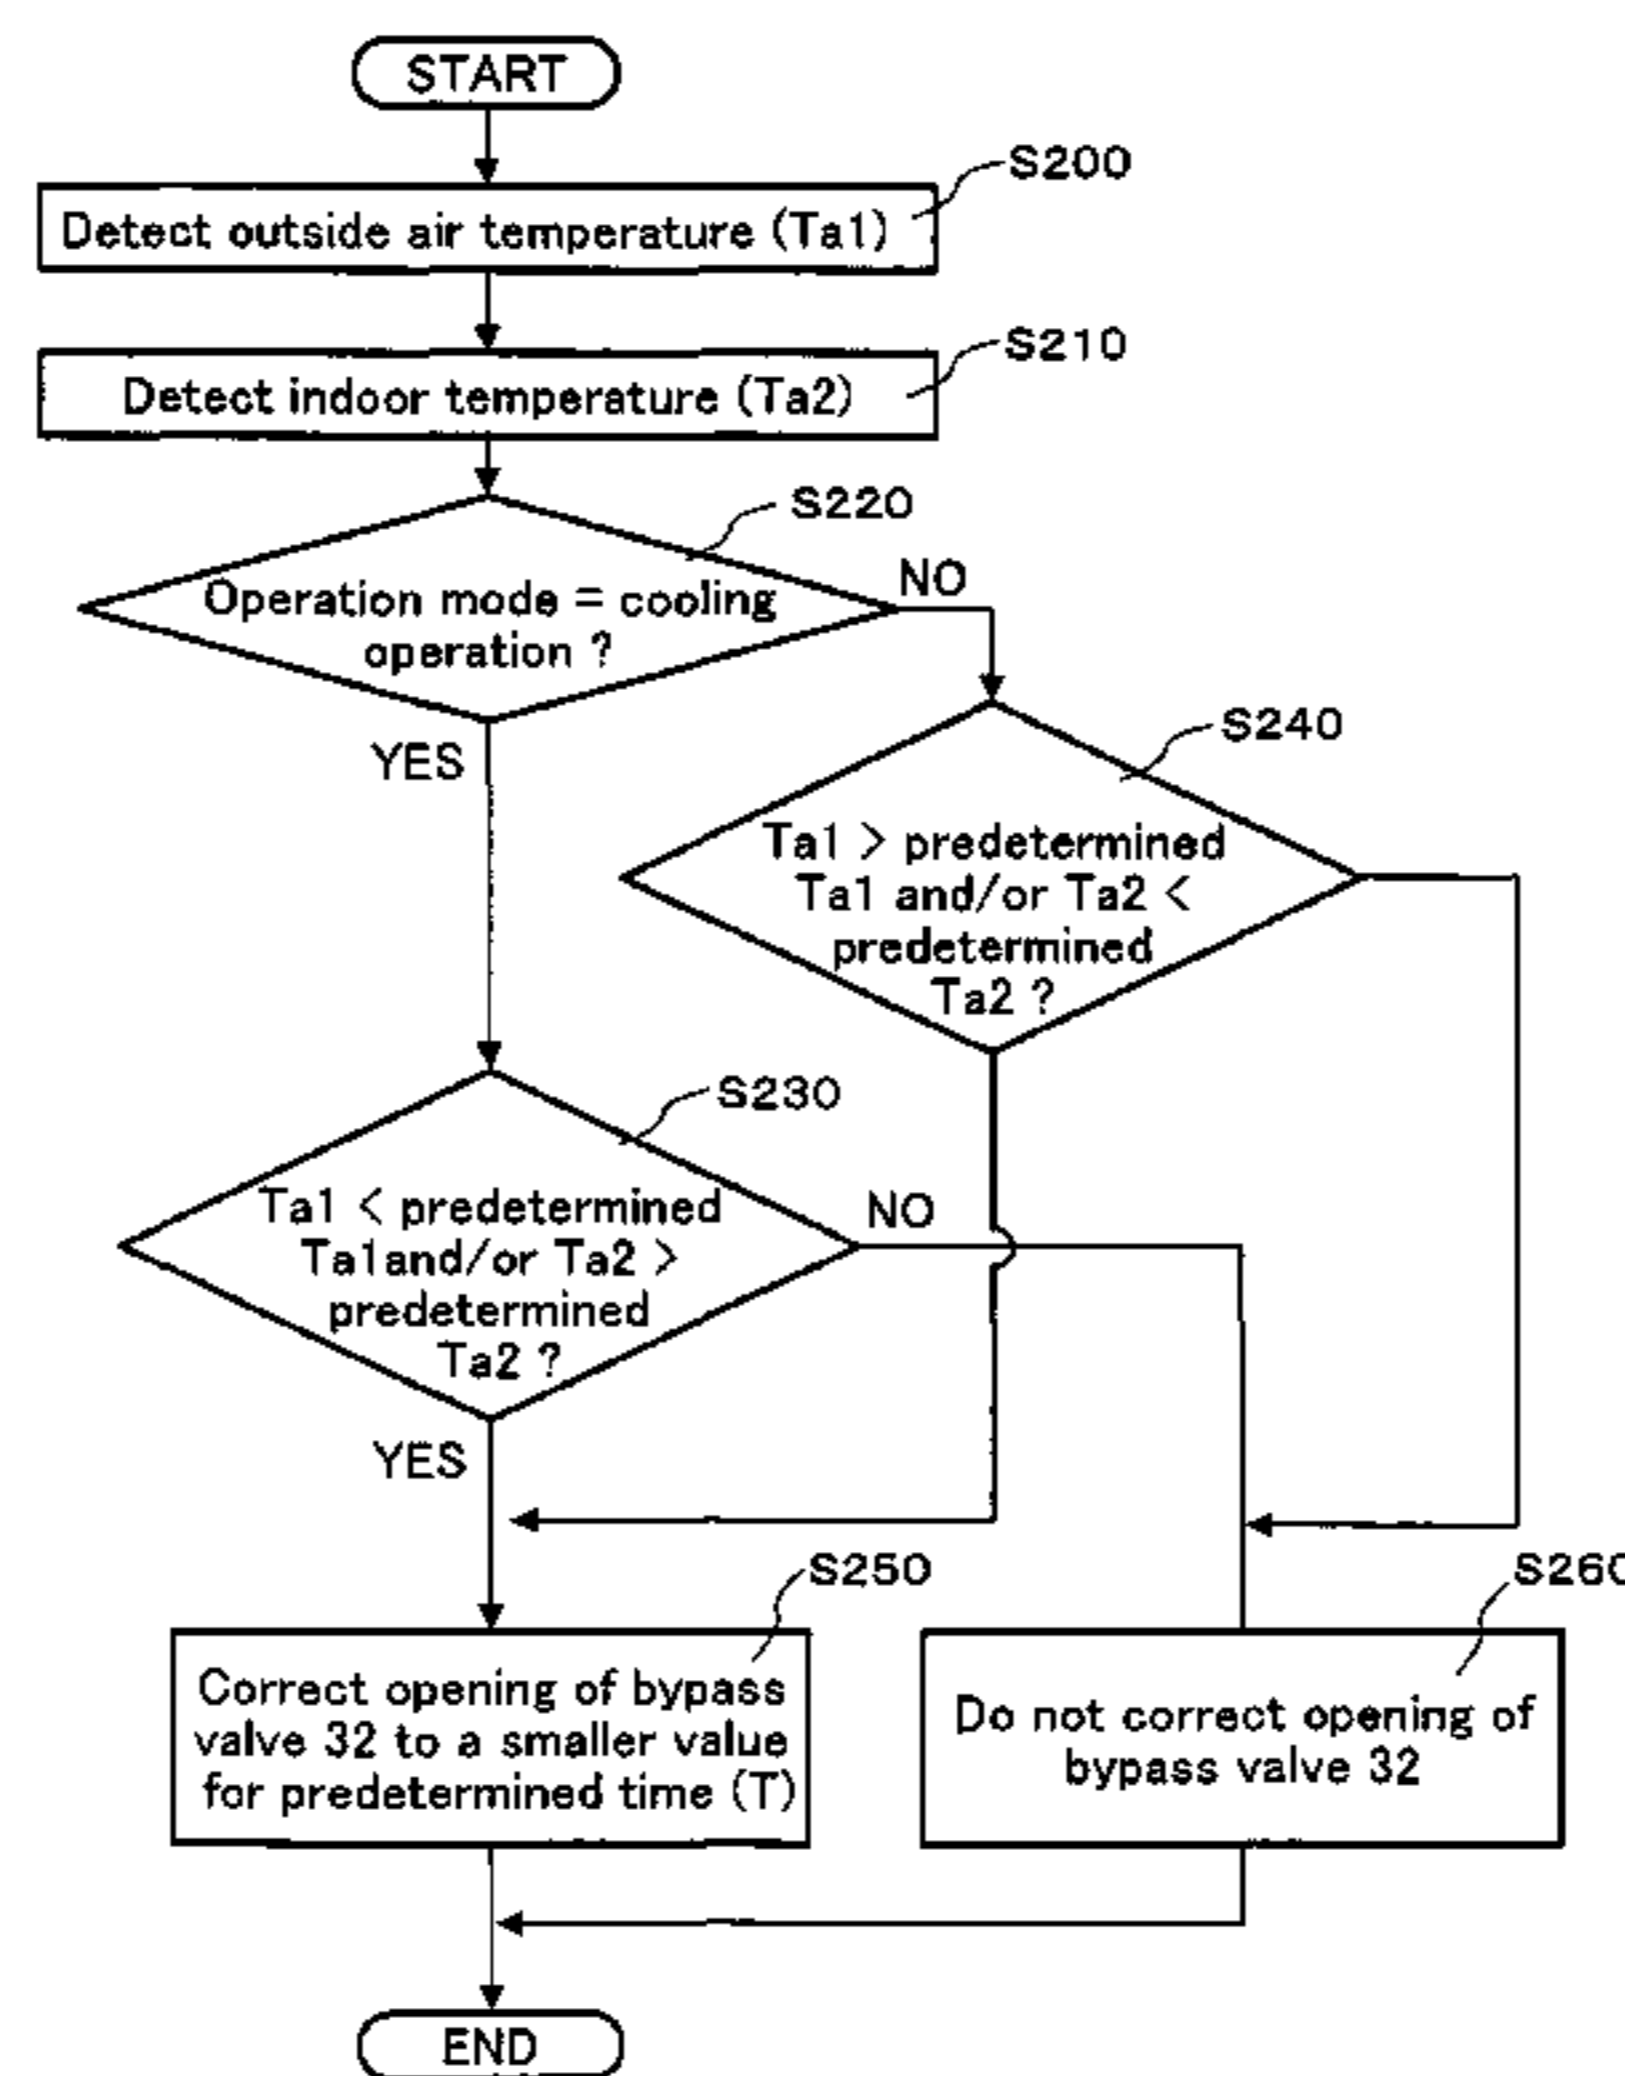 START
S200
Detect outside air temperature (Ta1)
S210
Detect indoor temperature (Ta2)
S220
Operation mode = cooling
operation ?
NO
YES
S240
Ta1 > predetermined
Ta1 and/or Ta2 <
predetermined
Ta2 ?
S230
Ta1 < predetermined
Ta1and/or Ta2 >
predetermined
Ta2 ?
NO
YES
S250
Correct opening of bypass
valve 32 to a smaller value
for predetermined time (T)
S260
Do not correct opening of
bypass valve 32
END